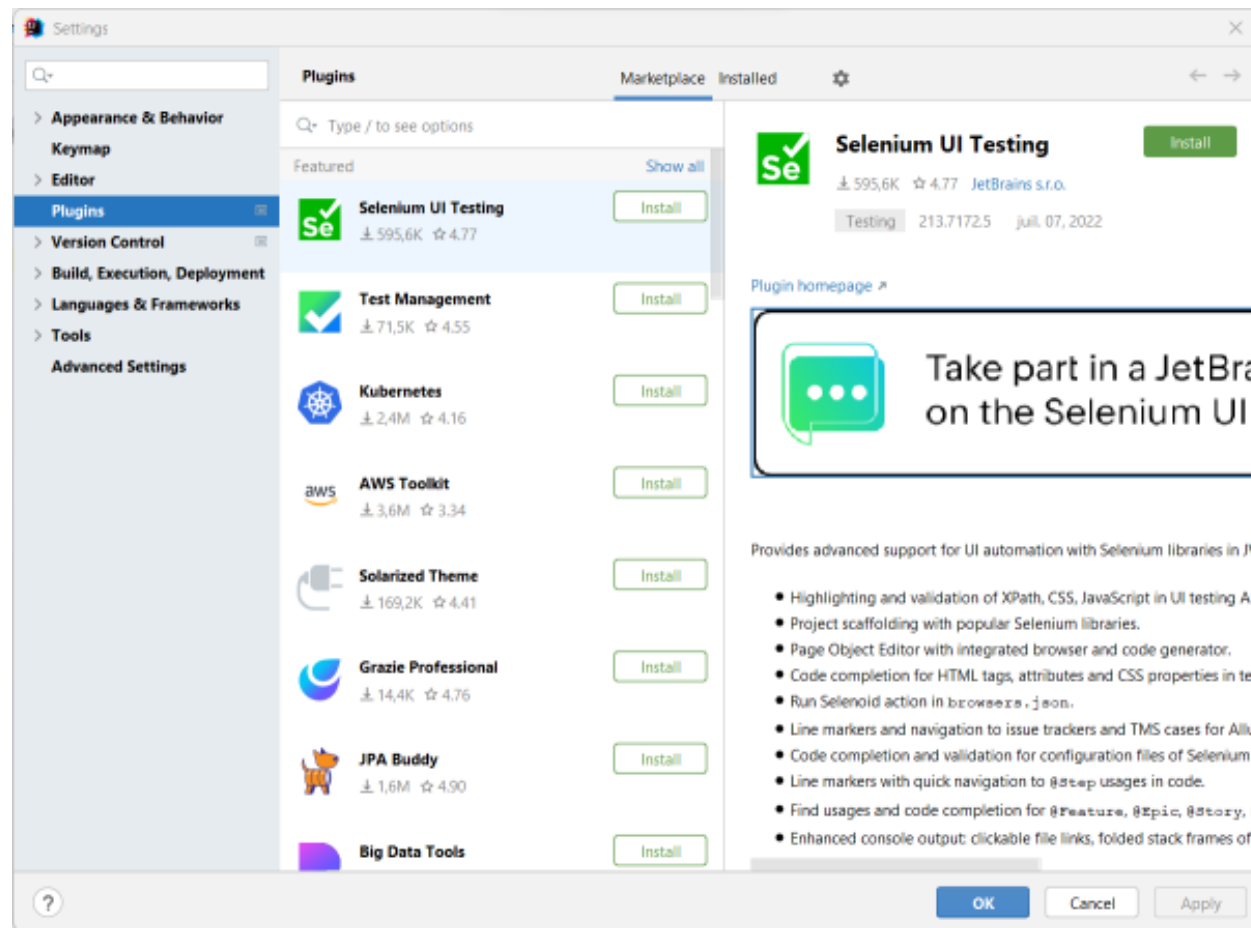 Settings
Plugins
Marketplace Installed
Appearance & Behavior
Keymap
Editor
Plugins
Version Control
Build, Execution, Deployment
Languages & Frameworks
Tools
Advanced Settings
Type / to see options
Featured Show all
Se
Selenium UI Testing Install
595,6K 4.77
Test Management Install
71,5K 4.55
Kubernetes Install
2,4M 4.16
aws
AWS Toolkit Install
3,6M 3.34
Solarized Theme Install
169,2K 4.41
Grazie Professional Install
14,4K 4.76
JPA Buddy Install
1,6M 4.90
Big Data Tools Install
Se
Selenium UI Testing Install
595,6K 4.77 JetBrains s.r.o.
Testing 213.7172.5 juil. 07, 2022
Plugin homepage
Take part in a JetBra
on the Selenium UI
Provides advanced support for UI automation with Selenium libraries in J
• Highlighting and validation of XPath, CSS, JavaScript in UI testing A
• Project scaffolding with popular Selenium libraries.
• Page Object Editor with integrated browser and code generator.
• Code completion for HTML tags, attributes and CSS properties in te
• Run Selenoid action in browsers.json.
• Line markers and navigation to issue trackers and TMS cases for Allu
• Code completion and validation for configuration files of Selenium
• Line markers with quick navigation to @Step usages in code.
• Find usages and code completion for @Feature, @Epic, @Story,
• Enhanced console output: clickable file links, folded stack frames of
? OK Cancel Apply